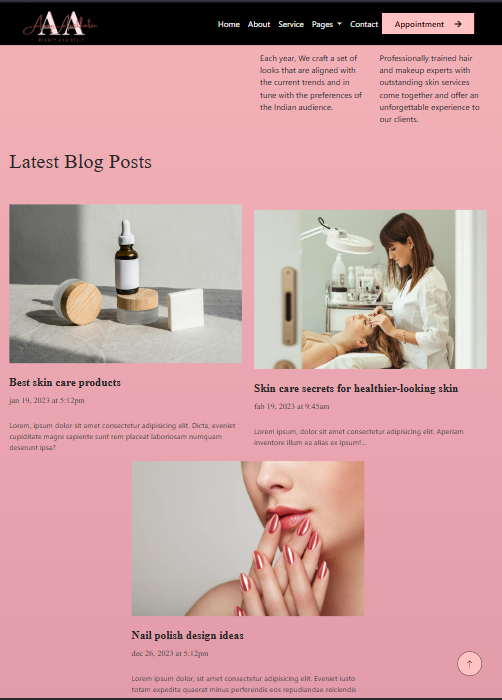 AA
Home About Service Pages Contact Appointment
Each year, We craft a set of
looks that are aligned with
the current trends and in
tune with the preferences of
the Indian audience.
Professionally trained hair
and makeup experts with
outstanding skin services
come together and offer an
unforgettable experience to
our clients.
Latest Blog Posts
Best skin care products
jan 19, 2023 at 5:12pm
Lorem, ipsum dolor sit amet consectetur adipisicing elit. Dicta, eveniet
cupiditate magni sapiente sunt rem placeat laboriosam numquam
deserunt ipsa?
Skin care secrets for healthier-looking skin
fab 19, 2023 at 9:45am
Lorem ipsum, dolor sit amet consectetur adipisicing elit. Aperiam
inventore illum ea alias ex ipsum!...
Nail polish design ideas
dec 26, 2023 at 5:12pm
Lorem ipsum dolor, sit amet consectetur adipisicing elit. Eveniet iusto
totam expedita quaerat minus perferendis eos repudiandae reiciendis